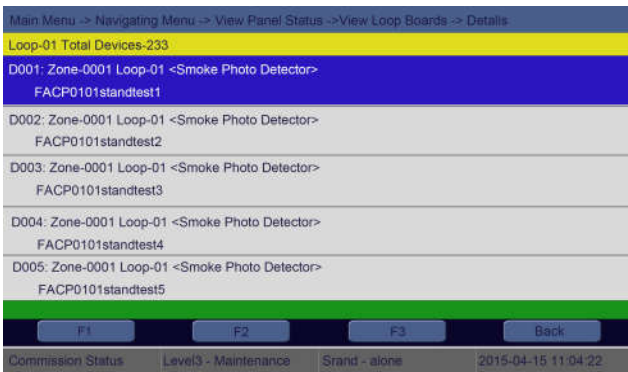 Main Menu -> Navigating Menu -> View Panel Status ->View Loop Boards -> Details
Loop-01 Total Devices-233
D001: Zone-0001 Loop-01 <Smoke Photo Detector>
FACP0101standtest1
D002: Zone-0001 Loop-01 <Smoke Photo Detector>
FACP0101standtest2
D003: Zone-0001 Loop-01 <Smoke Photo Detector>
FACP0101standtest3
D004: Zone-0001 Loop-01 <Smoke Photo Detector>
FACP0101standtest4
D005: Zone-0001 Loop-01 <Smoke Photo Detector>
FACP0101standtest5
F1 F2 F3 Back
Commission Status Level3 - Maintenance Srand - alone 2015-04-15 11:04:22